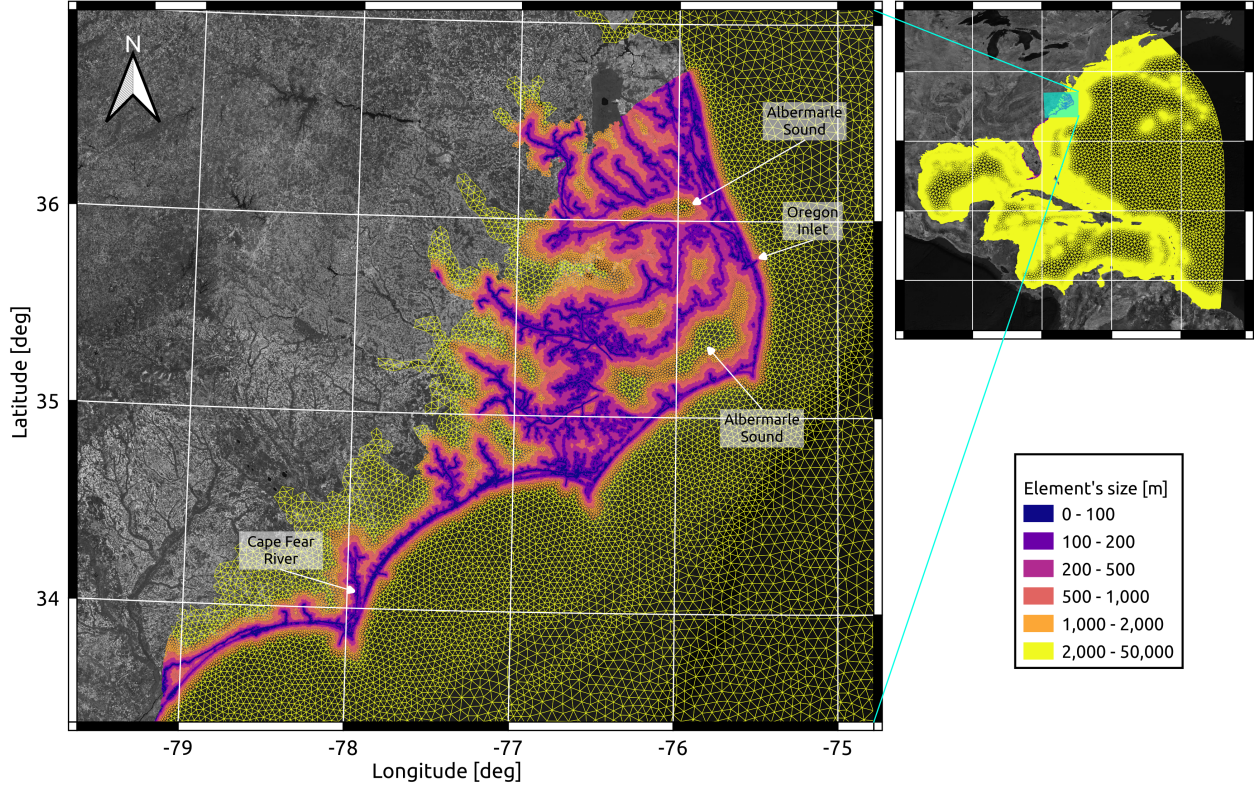 N
Albermarle
Sound
Oregon
Inlet
Albermarle
Sound
Cape Fear
River
36
35
34
Latitude [deg]
-79
-78
-77
-76
-75
Longitude [deg]
Element's size [m]
0 - 100
100 - 200
200 - 500
500 - 1,000
1,000 - 2,000
2,000 - 50,000